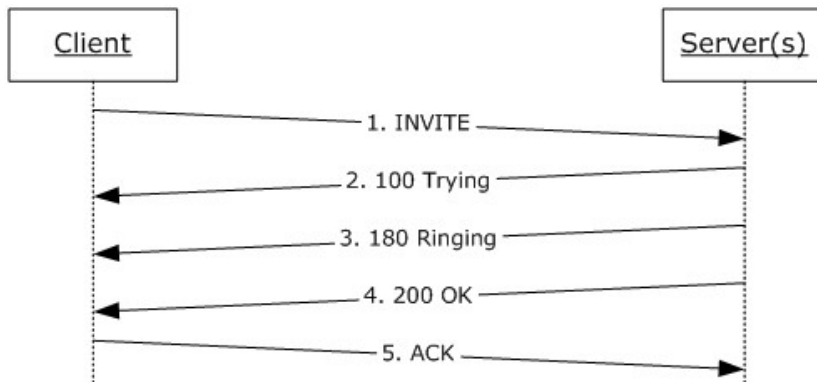 Client
Server(s)
1. INVITE
2. 100 Trying
3. 180 Ringing
4. 200 OK
5. ACK